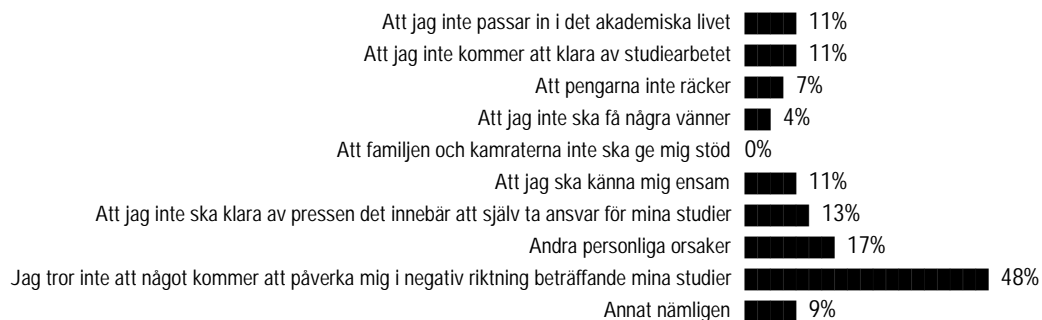 Att jag inte passar in i det akademiska livet 11%
Att jag inte kommer att klara av studiearbetet 11%
Att pengarna inte räcker 7%
Att jag inte ska få några vänner 4%
Att familjen och kamraterna inte ska ge mig stöd 0%
Att jag ska känna mig ensam 11%
Att jag inte ska klara av pressen det innebär att själv ta ansvar för mina studier 13%
Andra personliga orsaker 17%
Jag tror inte att något kommer att påverka mig i negativ riktning beträffande mina studier 48%
Annat nämligen 9%